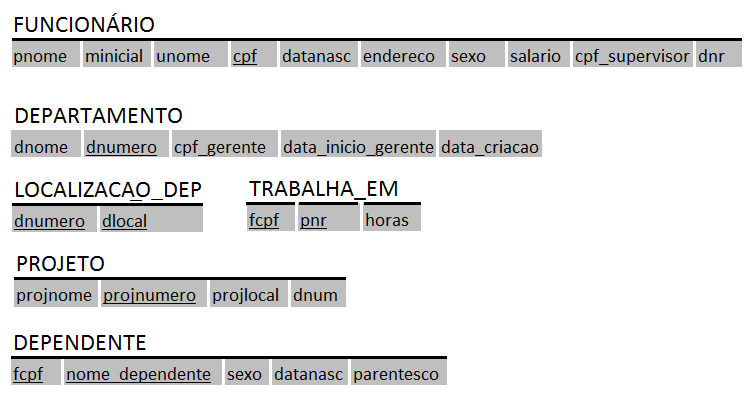 FUNCIONÁRIO
pnome minicial unome cpf datanasc endereco sexo salario cpf_supervisor dnr
DEPARTAMENTO
dnome dnumero cpf_gerente data_inicio_gerente data_criacao
LOCALIZACAO_DEP TRABALHA_EM
dnumero dlocal fcpf pnr horas
PROJETO
projnome projnumero projlocal dnum
DEPENDENTE
fcpf nome_dependente sexo datanasc parentesco